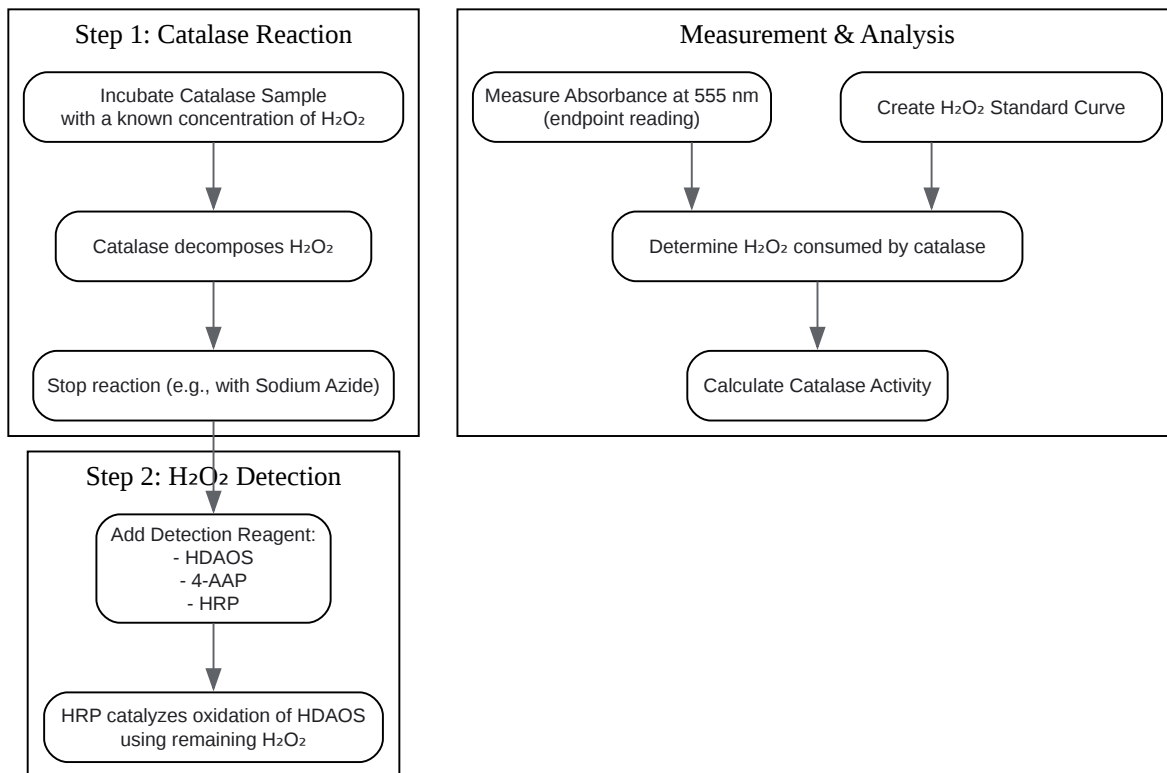 Step 1: Catalase Reaction
Incubate Catalase Sample
with a known concentration of H₂O₂
Catalase decomposes H₂O₂
Stop reaction (e.g., with Sodium Azide)
Step 2: H₂O₂ Detection
Add Detection Reagent:
- HDAOS
- 4-AAP
- HRP
HRP catalyzes oxidation of HDAOS
using remaining H₂O₂
Measurement & Analysis
Measure Absorbance at 555 nm
(endpoint reading)
Create H₂O₂ Standard Curve
Determine H₂O₂ consumed by catalase
Calculate Catalase Activity